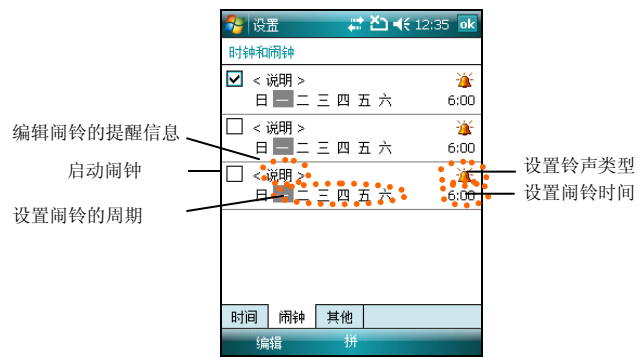 设置 12:35 ok
时钟和闹钟
< 说明 >
日 一 二 三 四 五 六 6:00
< 说明 >
日 一 二 三 四 五 六 6:00
< 说明 >
日 一 二 三 四 五 六 6:00
编辑闹铃的提醒信息
启动闹钟
设置闹铃的周期
设置铃声类型
设置闹铃时间
时间 闹钟 其他
编辑 拼